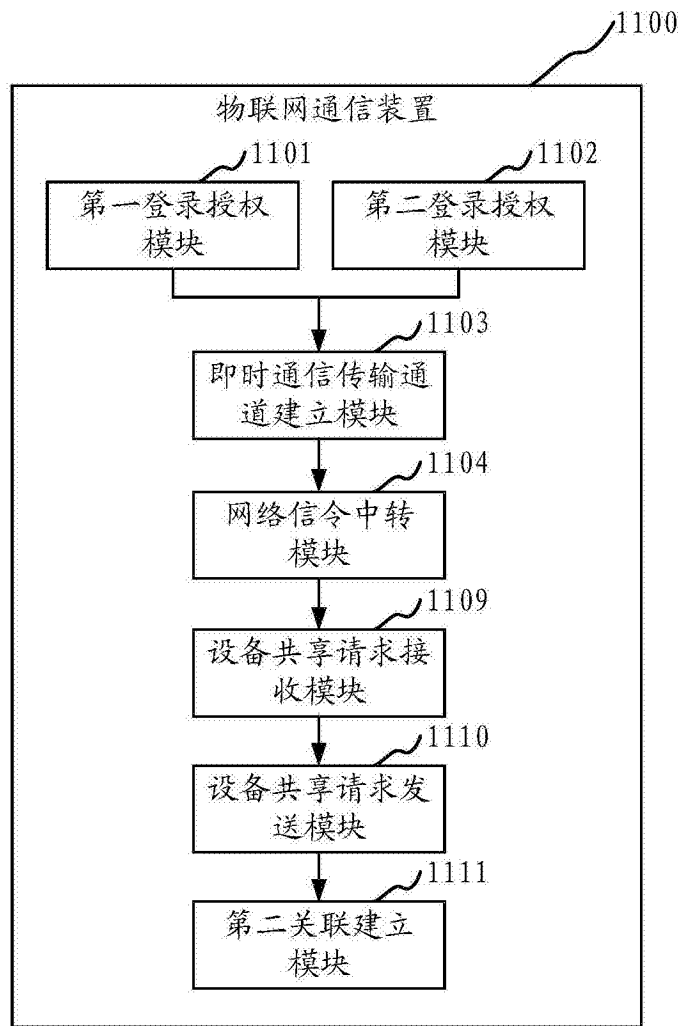 1100
物联网通信装置
1101
1102
第一登录授权
模块
第二登录授权
模块
1103
即时通信传输通
道建立模块
1104
网络信令中转
模块
1109
设备共享请求接
收模块
1110
设备共享请求发
送模块
1111
第二关联建立
模块